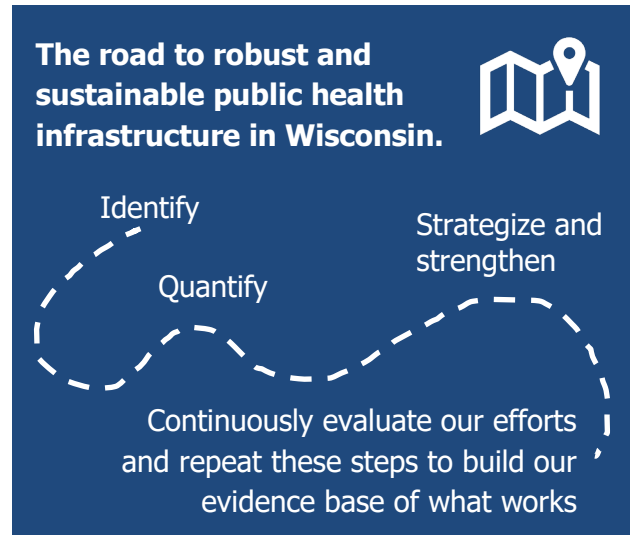 The road to robust and
sustainable public health
infrastructure in Wisconsin.
Identify
Quantify
Strategize and
strengthen
Continuously evaluate our efforts
and repeat these steps to build our
evidence base of what works